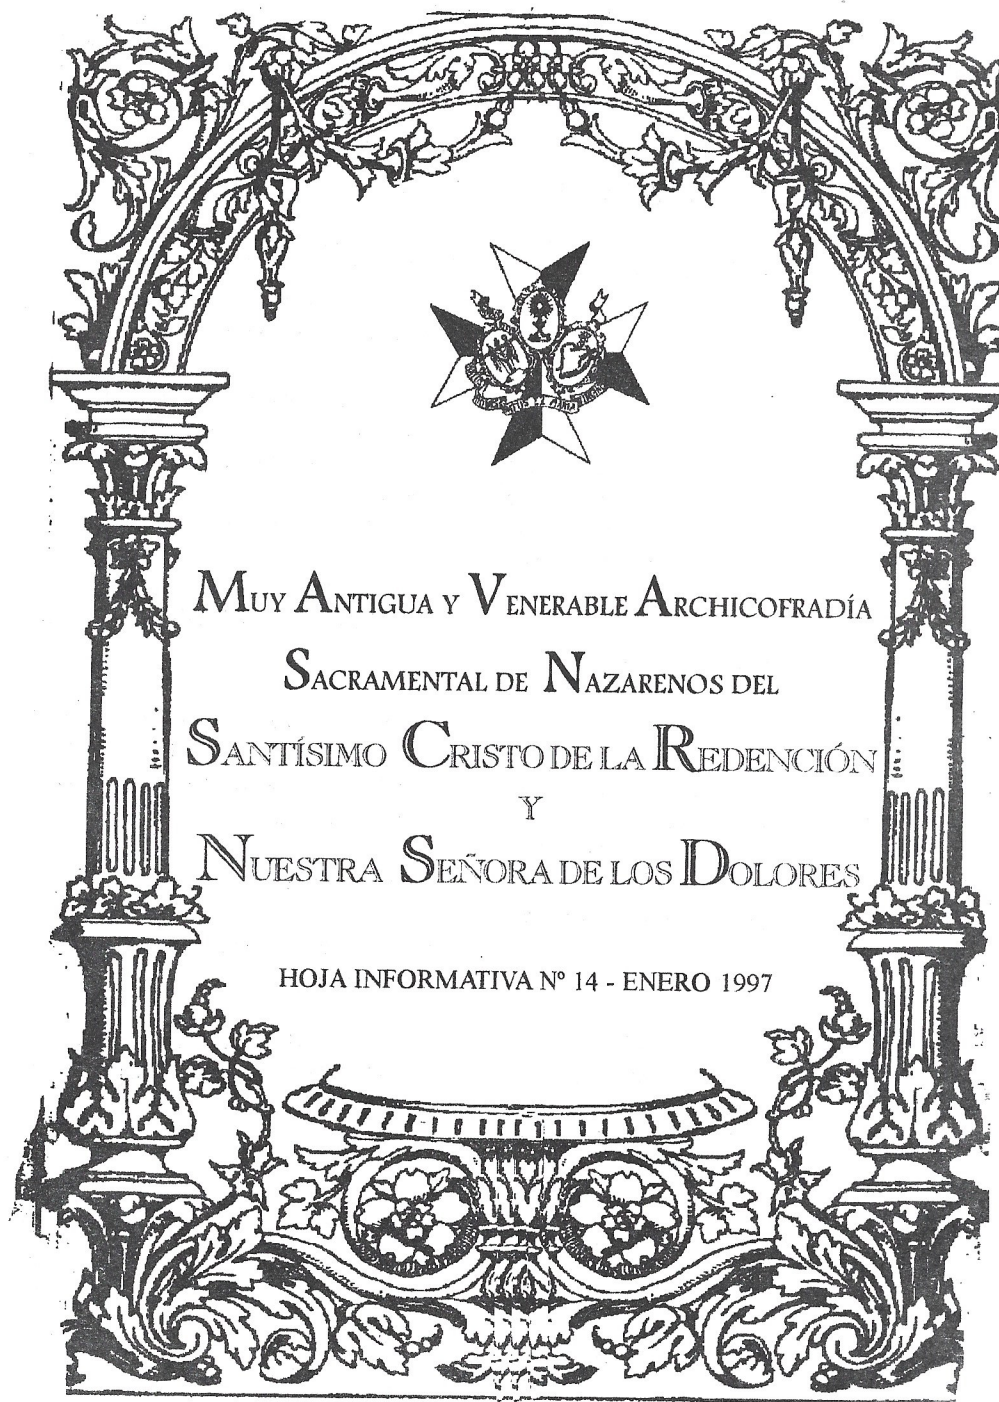 MUY ANTIGUA Y VENERABLE ARCHICOFRADÍA
SACRAMENTAL DE NAZARENOS DEL
SANTÍSIMO CRISTO DE LA REDENCIÓN
Y
NUESTRA SEÑORA DE LOS DOLORES
HOJA INFORMATIVA Nº 14 - ENERO 1997